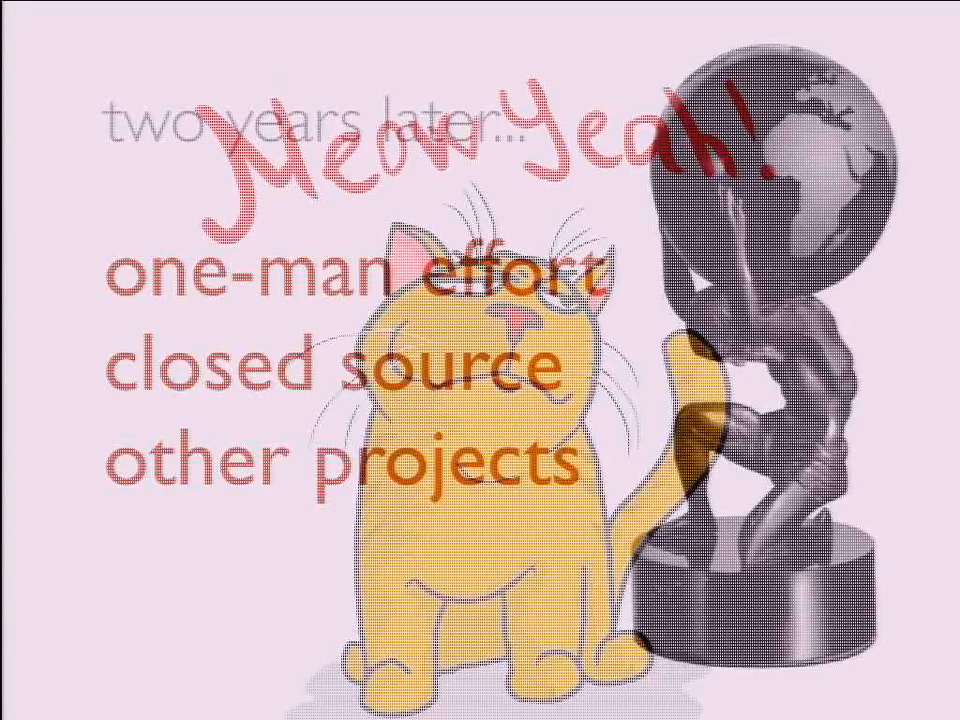 two years later...
Meow Yeah!
one-man effort
closed source
other projects